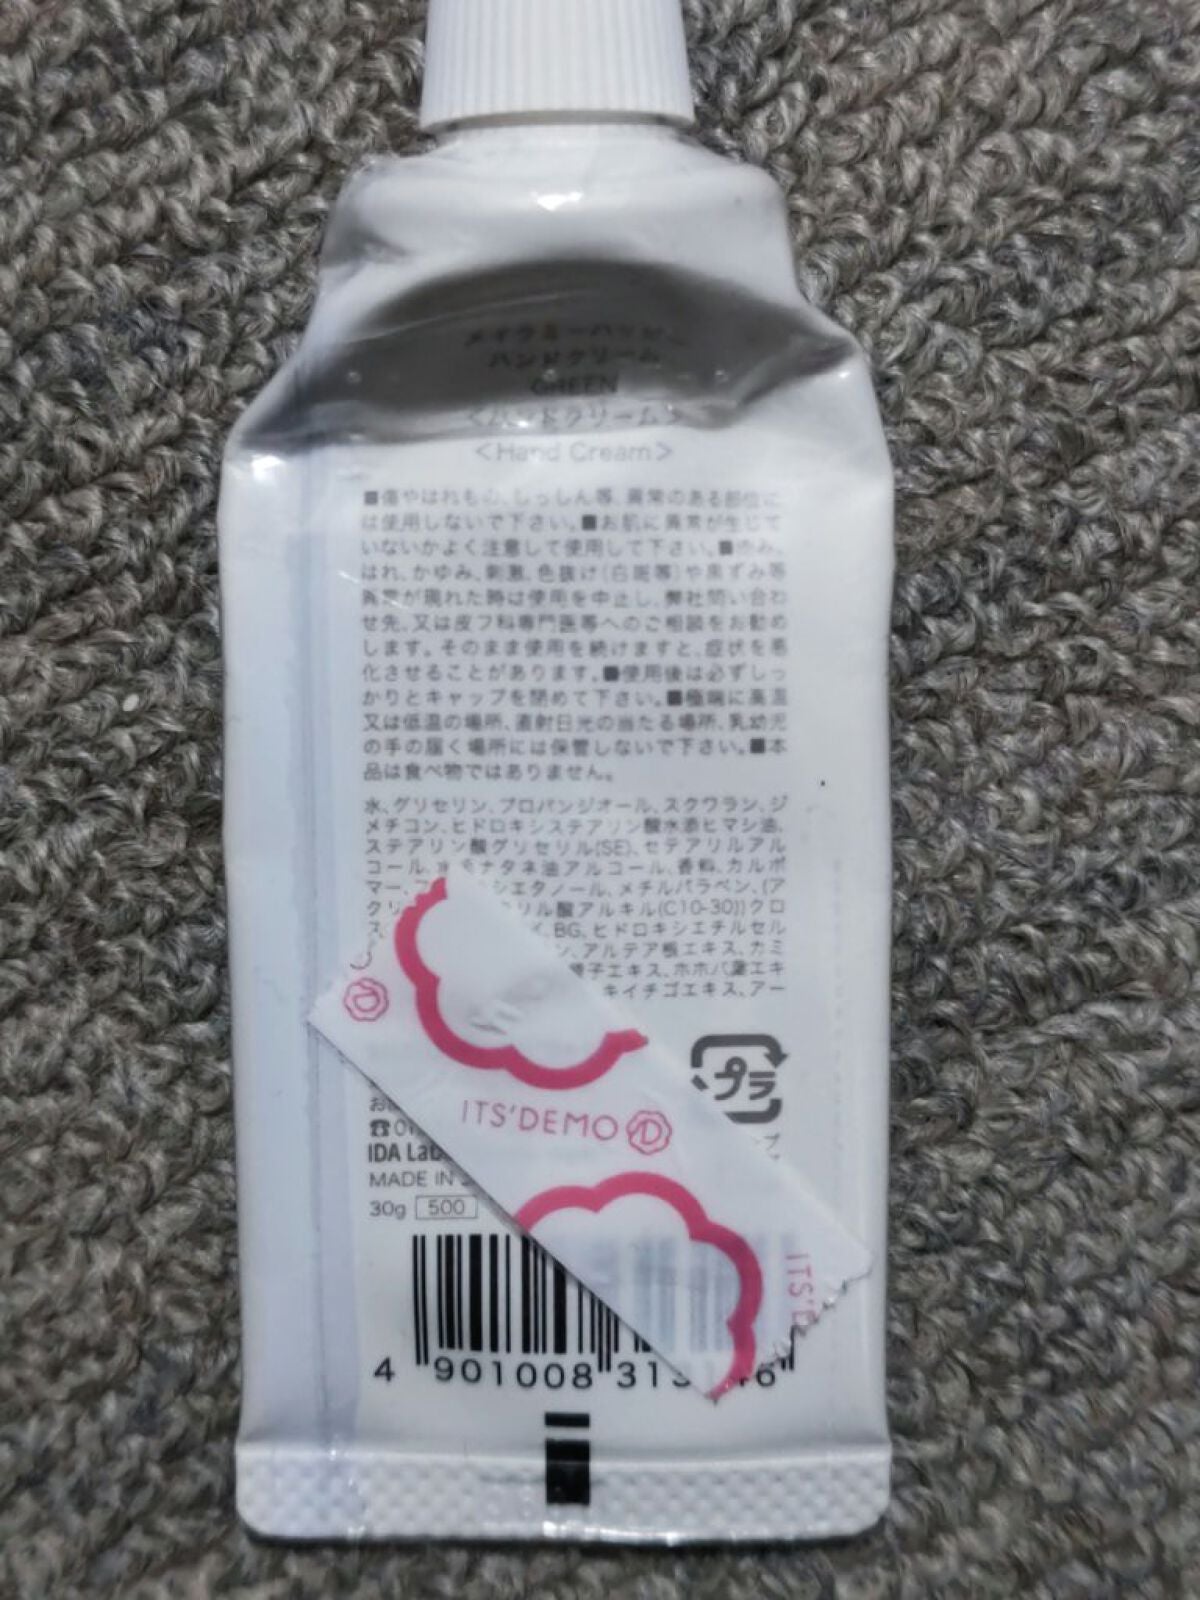 メイクミーハッピー
ハンドクリーム
GREEN
<ハンドクリーム>
<Hand Cream>
■傷やはれもの、しっしん等、異常のある部位に
は使用しないで下さい。■お肌に異常が生じて
いないかよく注意して使用して下さい。■赤み、
はれ、かゆみ、刺激、色抜け(白斑等)や黒ずみ等
異常が現れた時は使用を中止し、弊社問い合わ
せ先、又は皮フ科専門医等へのご相談をお勧め
します。そのまま使用を続けますと、症状を悪
化させることがあります。■使用後は必ずしっ
かりとキャップを閉めて下さい。■極端に高温
又は低温の場所、直射日光の当たる場所、乳幼児
の手の届く場所には保管しないで下さい。■本
品は食べ物ではありません。
水、グリセリン、プロパンジオール、スクワラン、ジ
メチコン、ヒドロキシステアリン酸水添ヒマシ油、
ステアリン酸グリセリル(SE)、セテアリルアル
コール、水添ナタネ油アルコール、香料、カルボ
マー、シエタノール、メチルパラベン、(ア
クリ リル酸アルキル(C10-30))クロ
ス BG、ヒドロキシエチルセル
ン、アルテア根エキス、カミ
種子エキス、ホホバ葉エキ
キイチゴエキス、アー
プラ
ITS'DEMO
IDA Lab
MADE IN
30g 500
ITS'D
4 901008 313 6